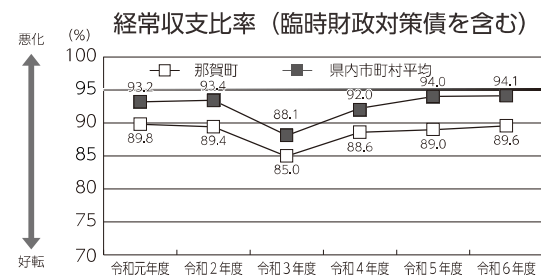 経常収支比率（臨時財政対策債を含む）
悪化
(%)
100
95
90
85
80
75
70
好転
那賀町
県内市町村平均
93.2
93.4
88.1
92.0
94.0
94.1
89.8
89.4
85.0
88.6
89.0
89.6
令和元年度
令和2年度
令和3年度
令和4年度
令和5年度
令和6年度